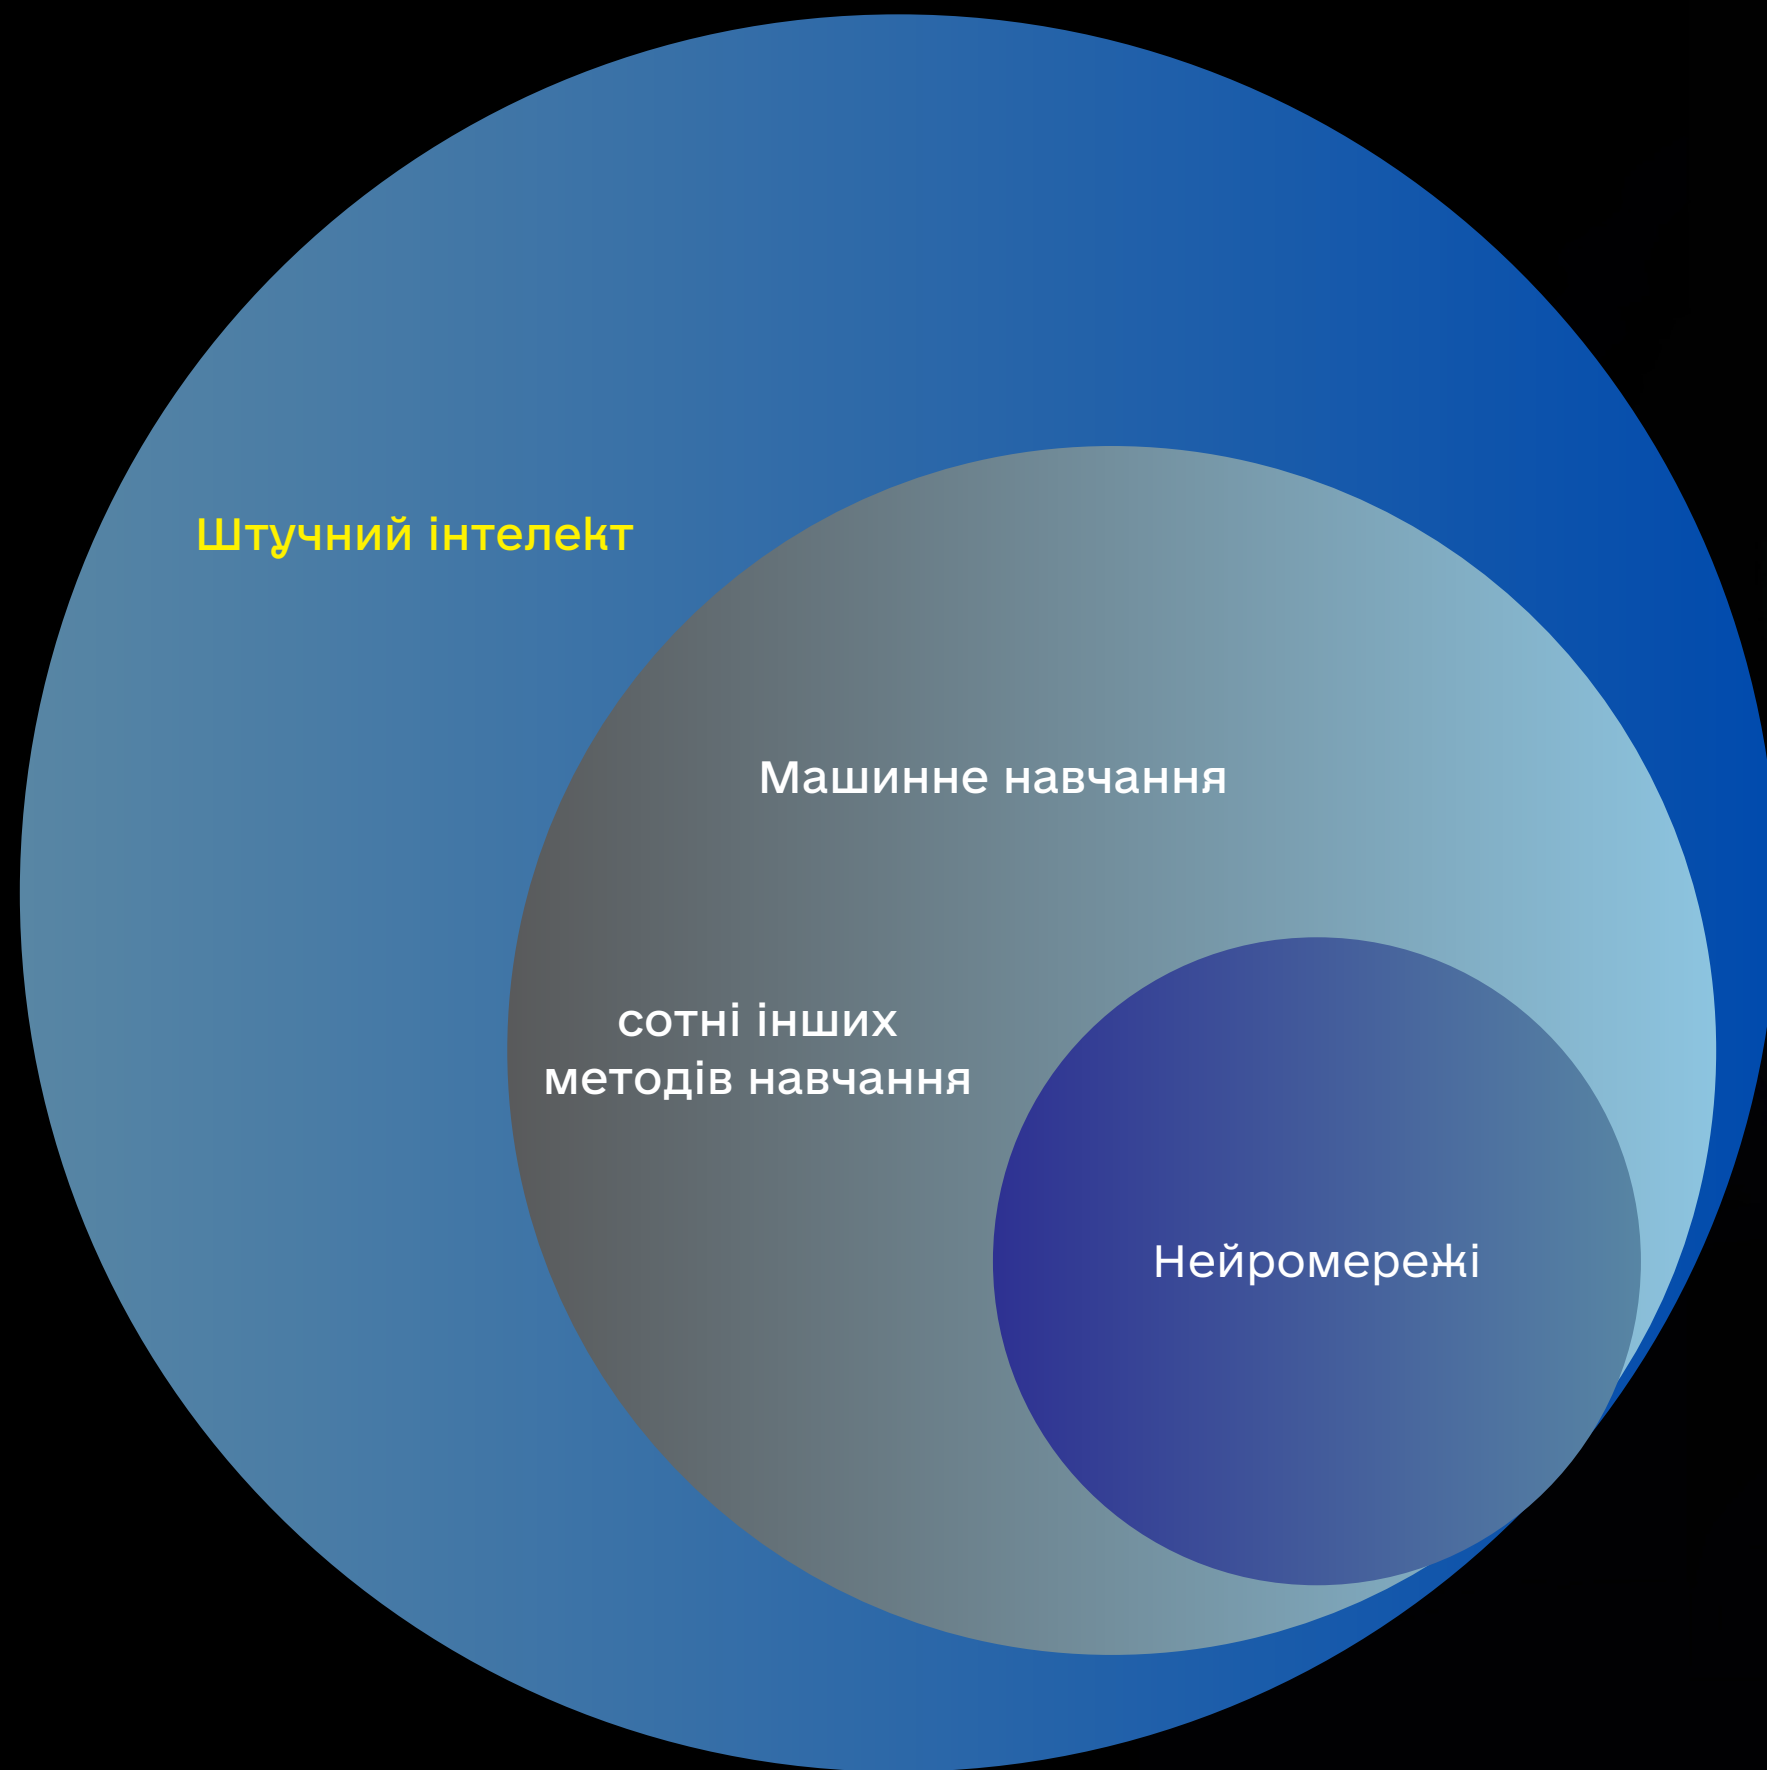 Штучний інтелект
Машинне навчання
сотні інших
методів навчання
Нейромережі